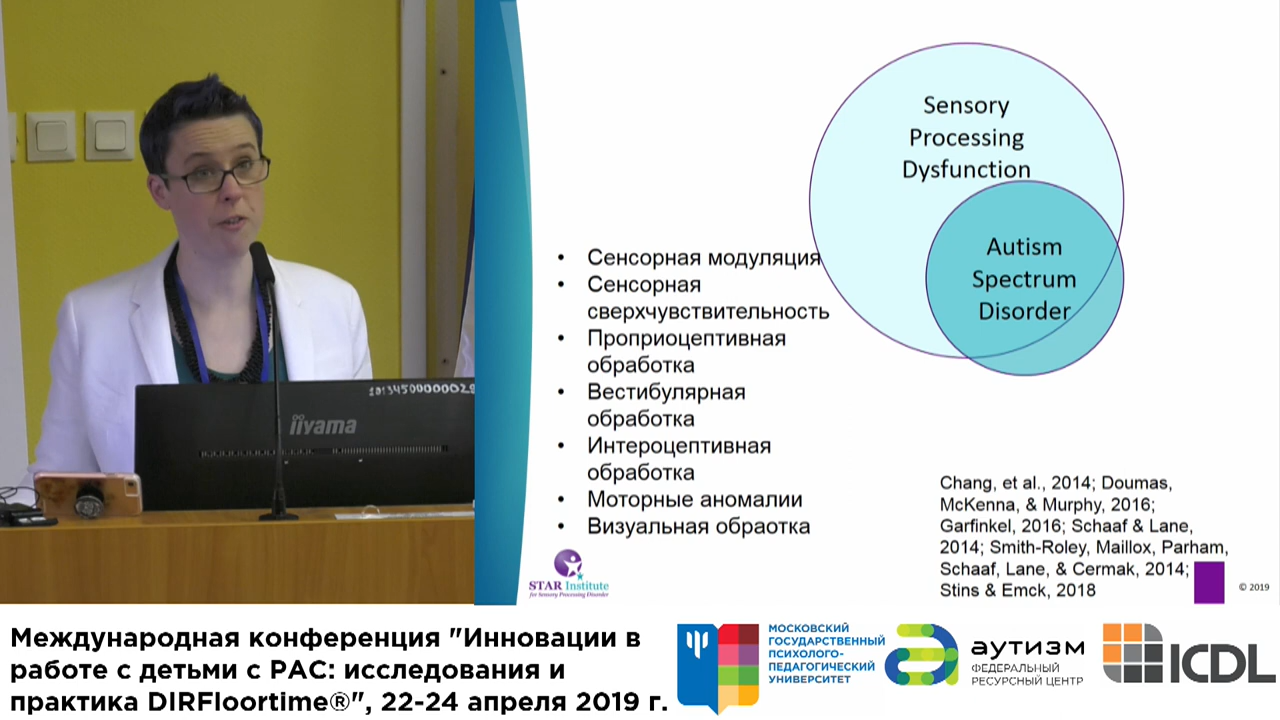 Sensory
Processing
Dysfunction
Autism
Spectrum
Disorder
• Сенсорная модуляция
• Сенсорная
сверхчувствительность
• Проприоцептивная
обработка
• Вестибулярная
обработка
• Интероцептивная
обработка
• Моторные аномалии
• Визуальная обраотка
Chang, et al., 2014; Doumas,
McKenna, & Murphy, 2016;
Garfinkel, 2016; Schaaf & Lane,
2014; Smith-Roley, Maillox, Parham,
Schaaf, Lane, & Cermak, 2014;
Stins & Emck, 2018
STAR Institute
for Sensory Processing Disorder
© 2019
iiyama
Международная конференция "Инновации в
работе с детьми с РАС: исследования и
практика DIRFloortime®", 22-24 апреля 2019 г.
МОСКОВСКИЙ
ГОСУДАРСТВЕННЫЙ
ПСИХОЛОГО-
ПЕДАГОГИЧЕСКИЙ
УНИВЕРСИТЕТ
аутизм
ФЕДЕРАЛЬНЫЙ
РЕСУРСНЫЙ ЦЕНТР
ICDL